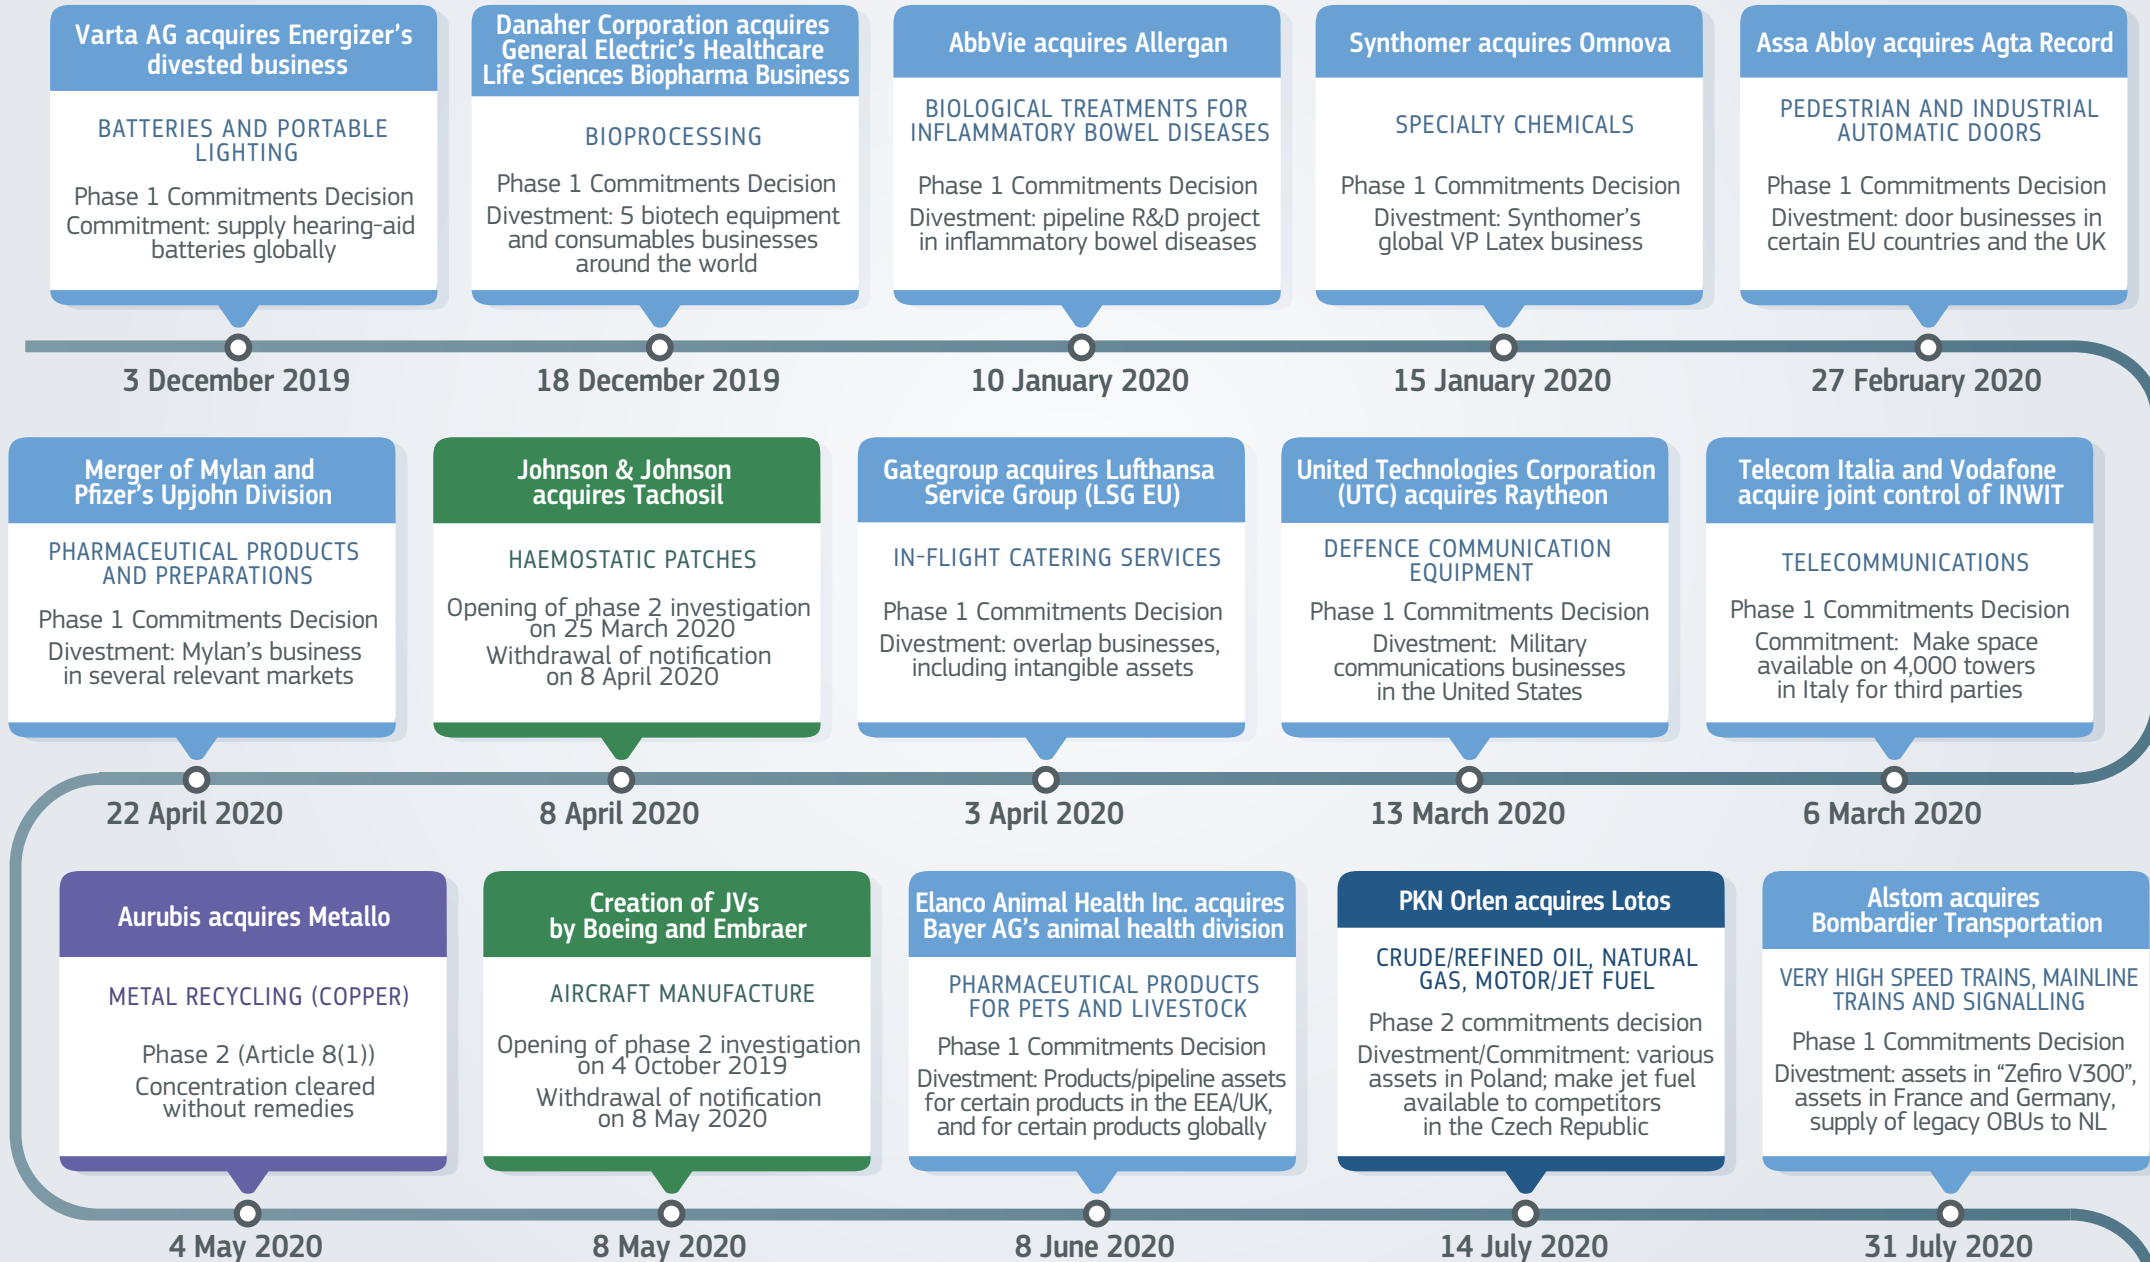 Varta AG acquires Energizer's
divested business
BATTERIES AND PORTABLE
LIGHTING
Phase 1 Commitments Decision
Commitment: supply hearing-aid
batteries globally
3 December 2019
Danaher Corporation acquires
General Electric's Healthcare
Life Sciences Biopharma Business
BIOPROCESSING
Phase 1 Commitments Decision
Divestment: 5 biotech equipment
and consumables businesses
around the world
18 December 2019
AbbVie acquires Allergan
BIOLOGICAL TREATMENTS FOR
INFLAMMATORY BOWEL DISEASES
Phase 1 Commitments Decision
Divestment: pipeline R&D project
in inflammatory bowel diseases
10 January 2020
Synthomer acquires Omnova
SPECIALTY CHEMICALS
Phase 1 Commitments Decision
Divestment: Synthomer's
global VP Latex business
15 January 2020
Assa Abloy acquires Agta Record
PEDESTRIAN AND INDUSTRIAL
AUTOMATIC DOORS
Phase 1 Commitments Decision
Divestment: door businesses in
certain EU countries and the UK
27 February 2020
Merger of Mylan and
Pfizer's Upjohn Division
PHARMACEUTICAL PRODUCTS
AND PREPARATIONS
Phase 1 Commitments Decision
Divestment: Mylan's business
in several relevant markets
22 April 2020
Johnson & Johnson
acquires Tachosil
HAEMOSTATIC PATCHES
Opening of phase 2 investigation
on 25 March 2020
Withdrawal of notification
on 8 April 2020
8 April 2020
Gategroup acquires Lufthansa
Service Group (LSG EU)
IN-FLIGHT CATERING SERVICES
Phase 1 Commitments Decision
Divestment: overlap businesses,
including intangible assets
3 April 2020
United Technologies Corporation
(UTC) acquires Raytheon
DEFENCE COMMUNICATION
EQUIPMENT
Phase 1 Commitments Decision
Divestment: Military
communications businesses
in the United States
13 March 2020
Telecom Italia and Vodafone
acquire joint control of INWIT
TELECOMMUNICATIONS
Phase 1 Commitments Decision
Commitment: Make space
available on 4,000 towers
in Italy for third parties
6 March 2020
Aurubis acquires Metallo
METAL RECYCLING (COPPER)
Phase 2 (Article 8(1))
Concentration cleared
without remedies
4 May 2020
Creation of JVs
by Boeing and Embraer
AIRCRAFT MANUFACTURE
Opening of phase 2 investigation
on 4 October 2019
Withdrawal of notification
on 8 May 2020
8 May 2020
Elanco Animal Health Inc. acquires
Bayer AG's animal health division
PHARMACEUTICAL PRODUCTS
FOR PETS AND LIVESTOCK
Phase 1 Commitments Decision
Divestment: Products/pipeline assets
for certain products in the EEA/UK,
and for certain products globally
8 June 2020
PKN Orlen acquires Lotos
CRUDE/REFINED OIL, NATURAL
GAS, MOTOR/JET FUEL
Phase 2 commitments decision
Divestment/Commitment: various
assets in Poland; make jet fuel
available to competitors
in the Czech Republic
14 July 2020
Alstom acquires
Bombardier Transportation
VERY HIGH SPEED TRAINS, MAINLINE
TRAINS AND SIGNALLING
Phase 1 Commitments Decision
Divestment: assets in “Zefiro V300”,
assets in France and Germany,
supply of legacy OBUs to NL
31 July 2020